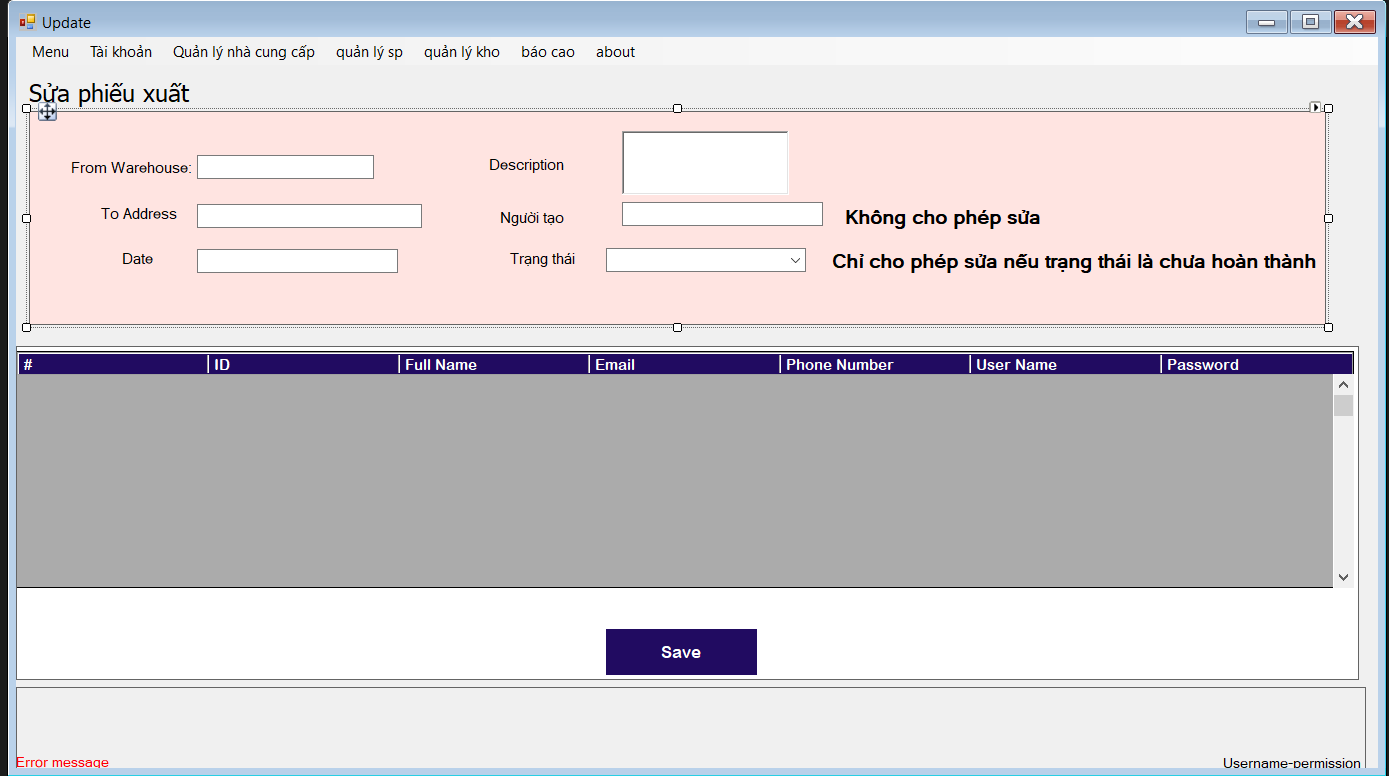 Update
Menu Tài khoản Quản lý nhà cung cấp quản lý sp quản lý kho báo cao about
Sửa phiếu xuất
From Warehouse:
Description
To Address
Người tạo
Không cho phép sửa
Date
Trạng thái
Chỉ cho phép sửa nếu trạng thái là chưa hoàn thành
# ID Full Name Email Phone Number User Name Password
Save
Error message
Username-permission